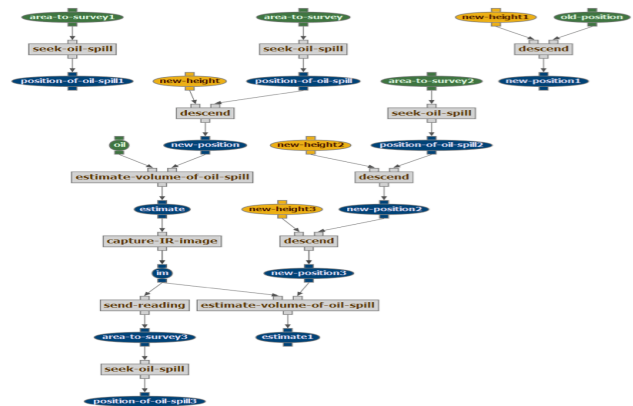 area-to-survey1
area-to-survey
new-height1
old-position
seek-oil-spill
seek-oil-spill
descend
position-of-oil-spill1
new-height
position-of-oil-spill
area-to-survey2
new-position1
descend
seek-oil-spill
oil
new-position
new-height2
position-of-oil-spill2
estimate-volume-of-oil-spill
descend
estimate
new-height3
new-position2
capture-IR-image
descend
im
new-position3
send-reading
estimate-volume-of-oil-spill
area-to-survey3
estimate1
seek-oil-spill
position-of-oil-spill3